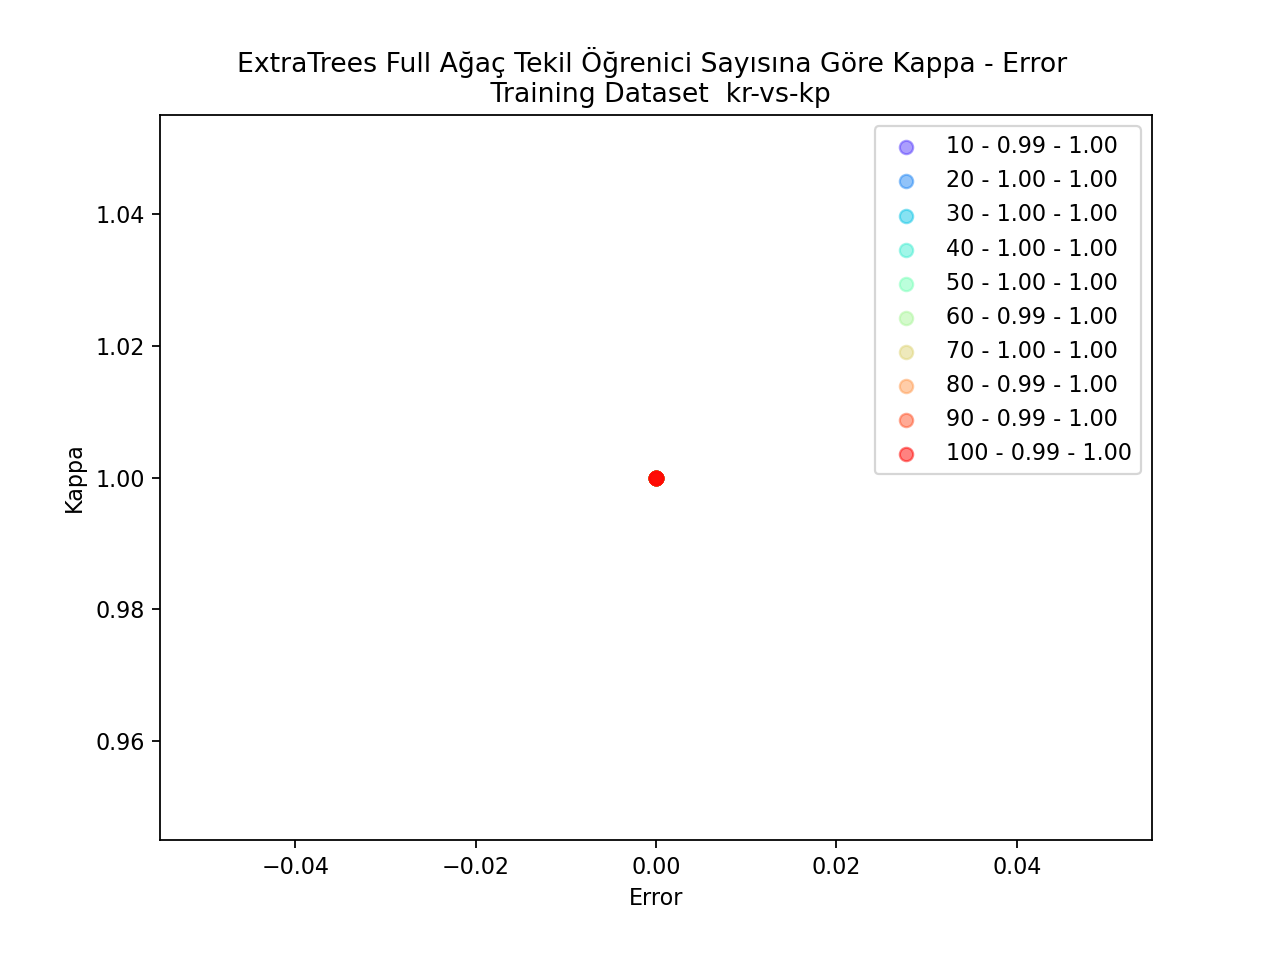 ExtraTrees Full Ağaç Tekil Öğrenici Sayısına Göre Kappa - Error
Training Dataset  kr-vs-kp
10 - 0.99 - 1.00
20 - 1.00 - 1.00
30 - 1.00 - 1.00
40 - 1.00 - 1.00
50 - 1.00 - 1.00
60 - 0.99 - 1.00
70 - 1.00 - 1.00
80 - 0.99 - 1.00
90 - 0.99 - 1.00
100 - 0.99 - 1.00
1.04
1.02
1.00
0.98
0.96
Kappa
−0.04
−0.02
0.00
0.02
0.04
Error